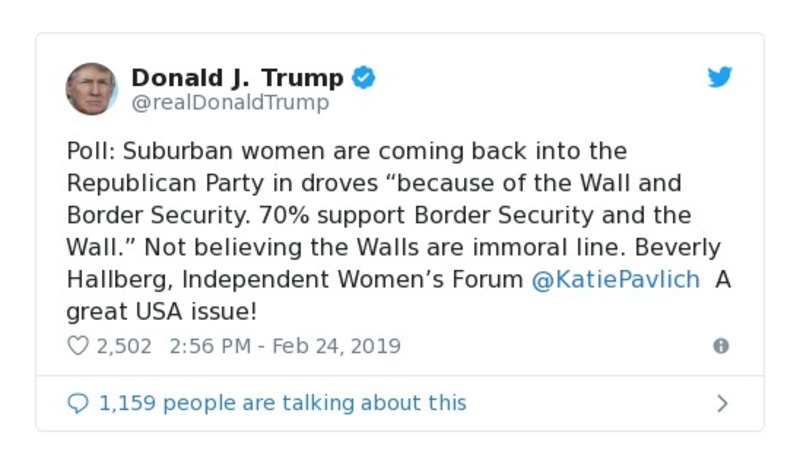 Donald J. Trump
@realDonaldTrump
Poll: Suburban women are coming back into the
Republican Party in droves “because of the Wall and
Border Security. 70% support Border Security and the
Wall.” Not believing the Walls are immoral line. Beverly
Hallberg, Independent Women’s Forum @KatiePavlich A
great USA issue!
2,502 2:56 PM - Feb 24, 2019
1,159 people are talking about this